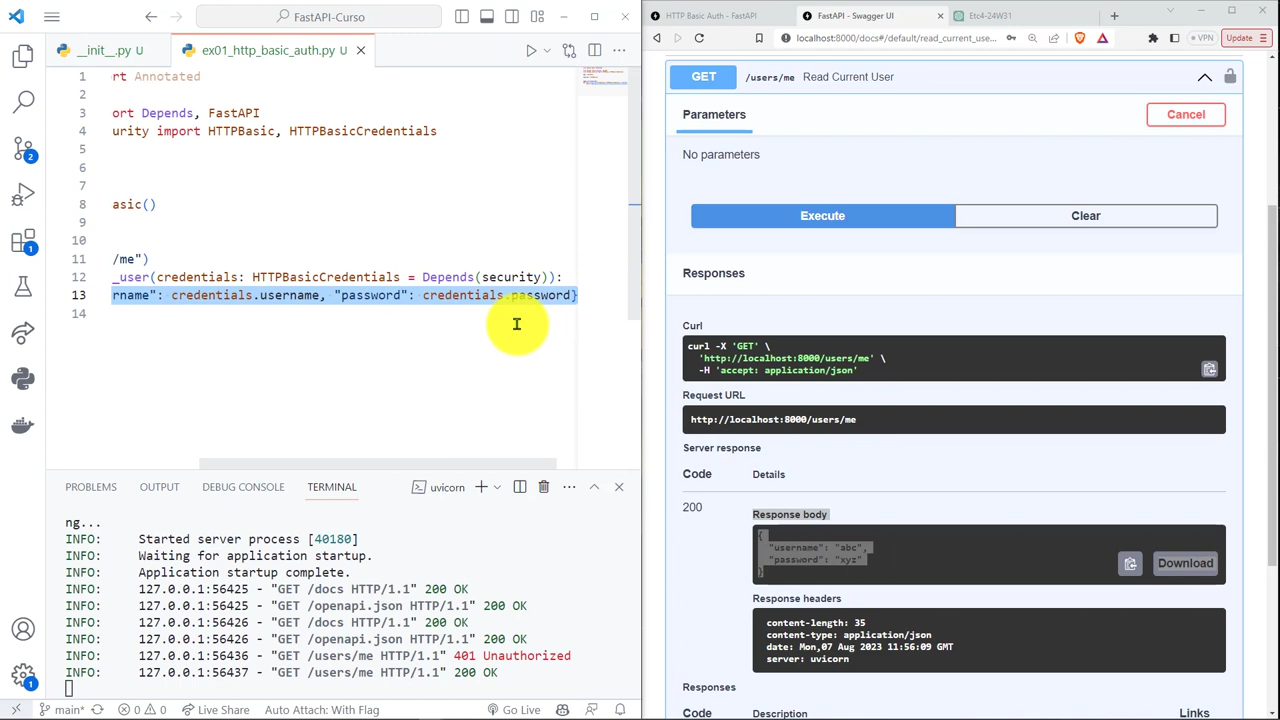 FastAPI-Curso
__init__.py U
ex01_http_basic_auth.py U
1 rt Annotated
2
3 ort Depends, FastAPI
4 urity import HTTPBasic, HTTPBasicCredentials
5
6
7
8 asic()
9
10
11 /me")
12 _user(credentials: HTTPBasicCredentials = Depends(security)):
13 rname": credentials.username, "password": credentials.password}
14
2
1
1
PROBLEMS OUTPUT DEBUG CONSOLE TERMINAL uvicorn
ng...
INFO: Started server process [40180]
INFO: Waiting for application startup.
INFO: Application startup complete.
INFO: 127.0.0.1:56425 - "GET /docs HTTP/1.1" 200 OK
INFO: 127.0.0.1:56425 - "GET /openapi.json HTTP/1.1" 200 OK
INFO: 127.0.0.1:56426 - "GET /docs HTTP/1.1" 200 OK
INFO: 127.0.0.1:56426 - "GET /openapi.json HTTP/1.1" 200 OK
INFO: 127.0.0.1:56436 - "GET /users/me HTTP/1.1" 401 Unauthorized
INFO: 127.0.0.1:56437 - "GET /users/me HTTP/1.1" 200 OK
main* 0 0 Live Share Auto Attach: With Flag Go Live
HTTP Basic Auth - FastAPI
FastAPI - Swagger UI
Etc4-24W31
localhost:8000/docs#/default/read_current_use...
VPN
Update
GET /users/me Read Current User
Parameters
Cancel
No parameters
Execute
Clear
Responses
Curl
curl -X 'GET' \
'http://localhost:8000/users/me' \
-H 'accept: application/json'
Request URL
http://localhost:8000/users/me
Server response
Code Details
200
Response body
{
"username": "abc",
"password": "xyz"
}
Download
Response headers
content-length: 35
content-type: application/json
date: Mon,07 Aug 2023 11:56:09 GMT
server: uvicorn
Responses
Code Description Links